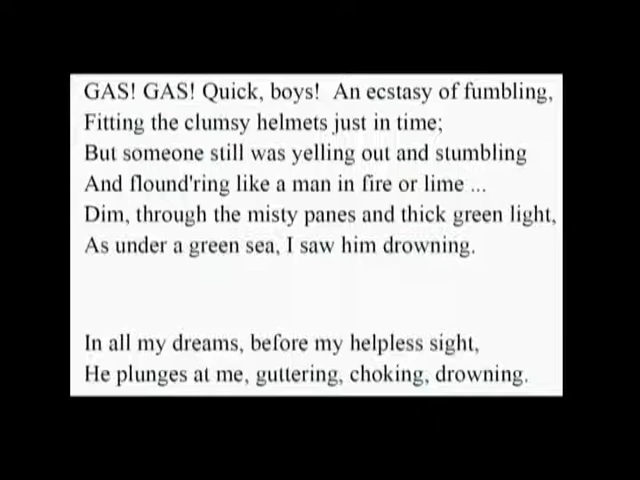 GAS! GAS! Quick, boys! An ecstasy of fumbling,
Fitting the clumsy helmets just in time;
But someone still was yelling out and stumbling
And flound'ring like a man in fire or lime ...
Dim, through the misty panes and thick green light,
As under a green sea, I saw him drowning.
In all my dreams, before my helpless sight,
He plunges at me, guttering, choking, drowning.